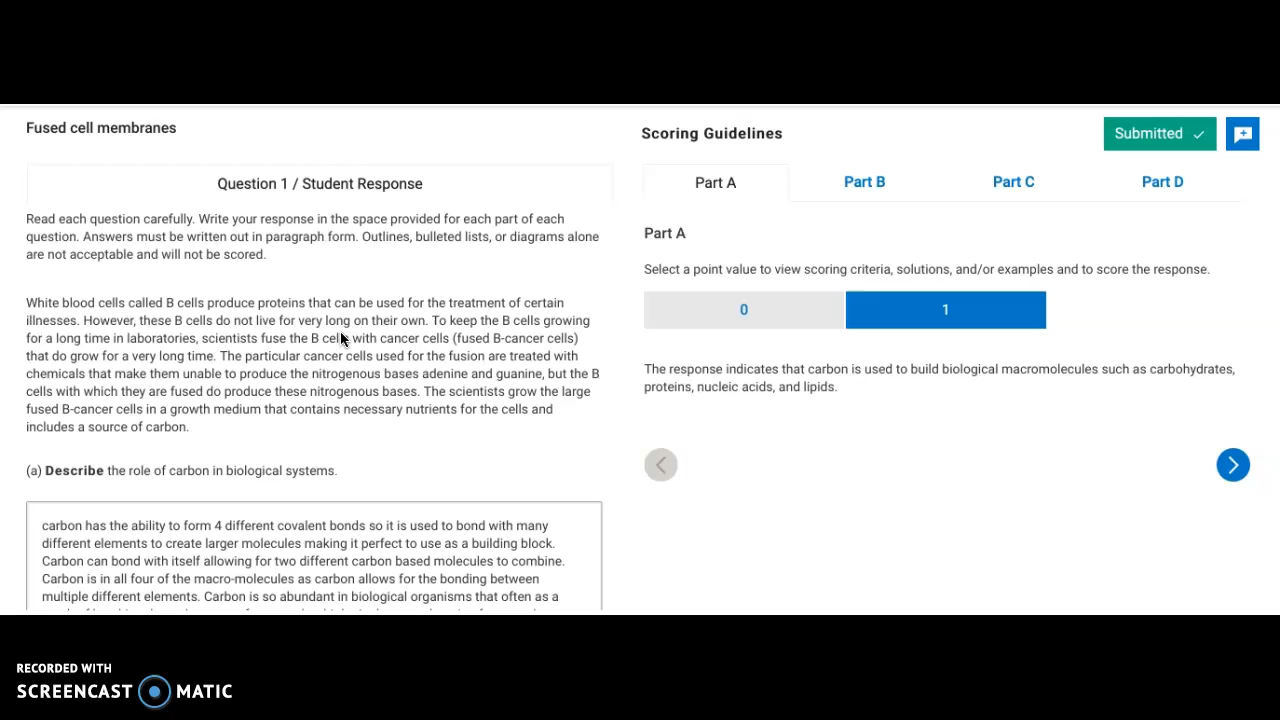 Fused cell membranes
Question 1 / Student Response
Read each question carefully. Write your response in the space provided for each part of each
question. Answers must be written out in paragraph form. Outlines, bulleted lists, or diagrams alone
are not acceptable and will not be scored.
White blood cells called B cells produce proteins that can be used for the treatment of certain
illnesses. However, these B cells do not live for very long on their own. To keep the B cells growing
for a long time in laboratories, scientists fuse the B cells with cancer cells (fused B-cancer cells)
that do grow for a very long time. The particular cancer cells used for the fusion are treated with
chemicals that make them unable to produce the nitrogenous bases adenine and guanine, but the B
cells with which they are fused do produce these nitrogenous bases. The scientists grow the large
fused B-cancer cells in a growth medium that contains necessary nutrients for the cells and
includes a source of carbon.
(a) Describe the role of carbon in biological systems.
carbon has the ability to form 4 different covalent bonds so it is used to bond with many
different elements to create larger molecules making it perfect to use as a building block.
Carbon can bond with itself allowing for two different carbon based molecules to combine.
Carbon is in all four of the macro-molecules as carbon allows for the bonding between
multiple different elements. Carbon is so abundant in biological organisms that often as a
Scoring Guidelines
Submitted ✓
Part A
Part B
Part C
Part D
Part A
Select a point value to view scoring criteria, solutions, and/or examples and to score the response.
0
1
The response indicates that carbon is used to build biological macromolecules such as carbohydrates,
proteins, nucleic acids, and lipids.
RECORDED WITH
SCREENCAST MATIC